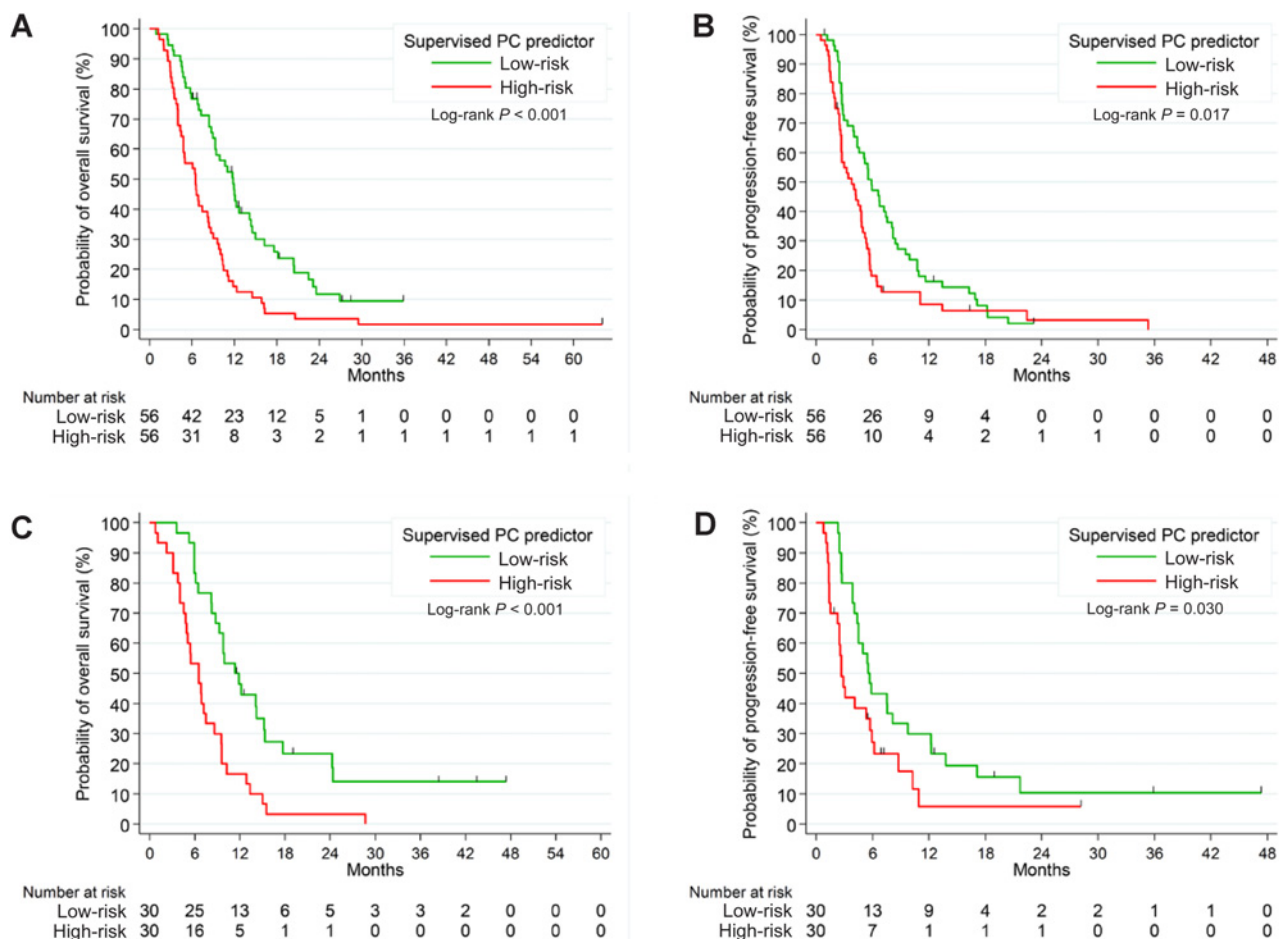 A
Probability of overall survival (%)
100
90
80
70
60
50
40
30
20
10
0
Supervised PC predictor
Low-risk
High-risk
Log-rank P < 0.001
0 6 12 18 24 30 36 42 48 54 60
Months
Number at risk
Low-risk 56 42 23 12 5 1 0 0 0 0 0
High-risk 56 31 8 3 2 1 1 1 1 1 1
B
Probability of progression-free survival (%)
100
90
80
70
60
50
40
30
20
10
0
Supervised PC predictor
Low-risk
High-risk
Log-rank P = 0.017
0 6 12 18 24 30 36 42 48
Months
Number at risk
Low-risk 56 26 9 4 0 0 0 0 0
High-risk 56 10 4 2 1 1 0 0 0
C
Probability of overall survival (%)
100
90
80
70
60
50
40
30
20
10
0
Supervised PC predictor
Low-risk
High-risk
Log-rank P < 0.001
0 6 12 18 24 30 36 42 48 54 60
Months
Number at risk
Low-risk 30 25 13 6 5 3 3 2 0 0 0
High-risk 30 16 5 1 1 0 0 0 0 0 0
D
Probability of progression-free survival (%)
100
90
80
70
60
50
40
30
20
10
0
Supervised PC predictor
Low-risk
High-risk
Log-rank P = 0.030
0 6 12 18 24 30 36 42 48
Months
Number at risk
Low-risk 30 13 9 4 2 2 1 1 0
High-risk 30 7 1 1 1 0 0 0 0